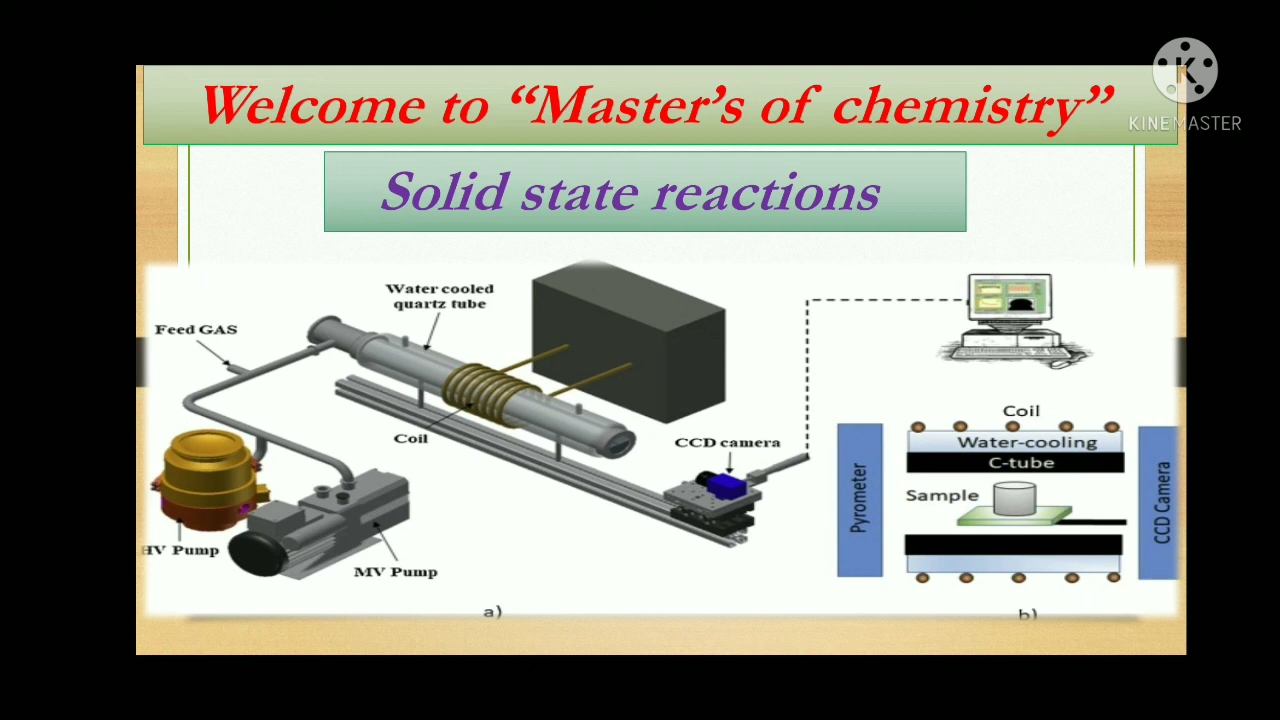 Welcome to “Master’s of chemistry”
K
KINEMASTER
Solid state reactions
Water cooled
quartz tube
Feed GAS
Coil
CCD camera
HV Pump
MV Pump
a)
Coil
Water-cooling
C-tube
Sample
Pyrometer
CCD Camera
b)